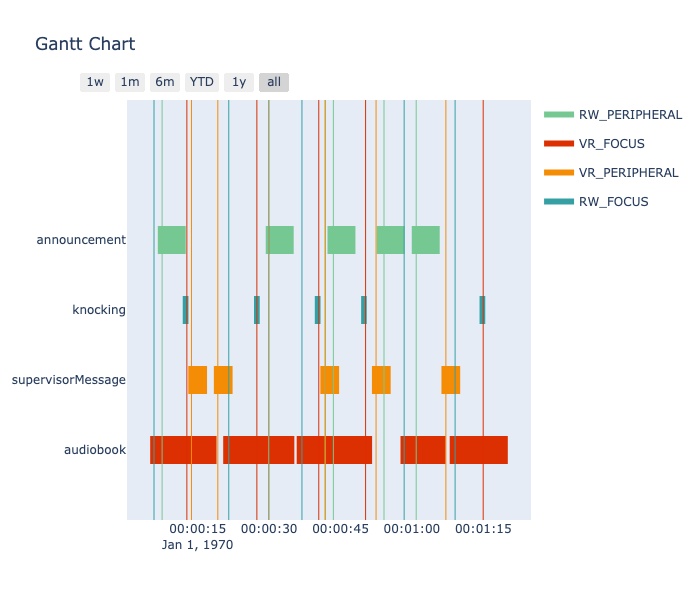 Gantt Chart
1w 1m 6m YTD 1y all
RW_PERIPHERAL
VR_FOCUS
VR_PERIPHERAL
RW_FOCUS
announcement
knocking
supervisorMessage
audiobook
00:00:15 00:00:30 00:00:45 00:01:00 00:01:15
Jan 1, 1970